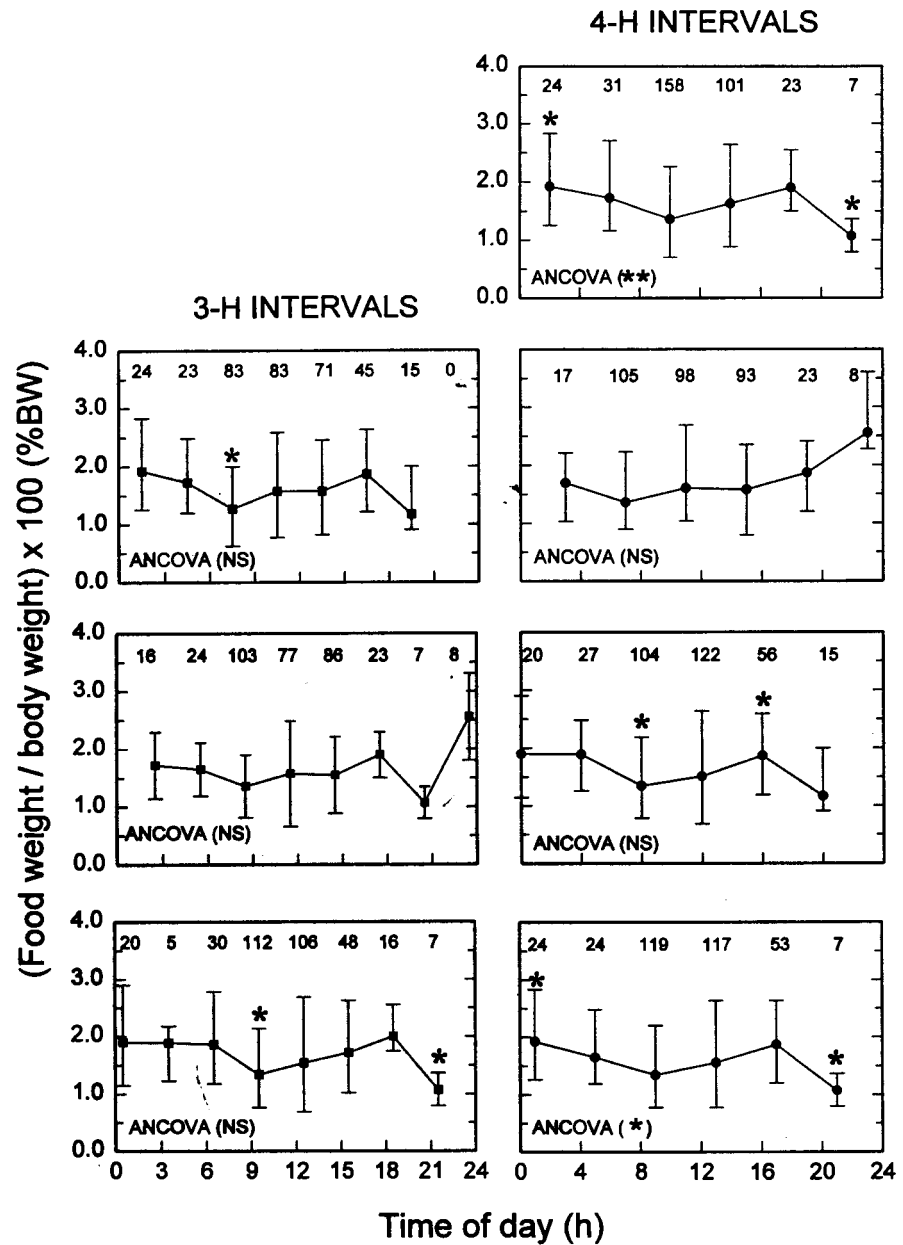 4-H INTERVALS
4.0
3.0
2.0
1.0
0.0
24 31 158 101 23 7
*
*
ANCOVA (**)
3-H INTERVALS
(Food weight / body weight) x 100 (%BW)
4.0
3.0
2.0
1.0
0.0
24 23 83 83 71 45 15 0
*
ANCOVA (NS)
17 105 98 93 23 8
ANCOVA (NS)
4.0
3.0
2.0
1.0
0.0
16 24 103 77 86 23 7 8
ANCOVA (NS)
20 27 104 122 56 15
*
*
ANCOVA (NS)
4.0
3.0
2.0
1.0
0.0
20 5 30 112 106 48 16 7
*
*
ANCOVA (NS)
0 3 6 9 12 15 18 21 24
24 24 119 117 53 7
*
*
ANCOVA (*)
0 4 8 12 16 20 24
Time of day (h)